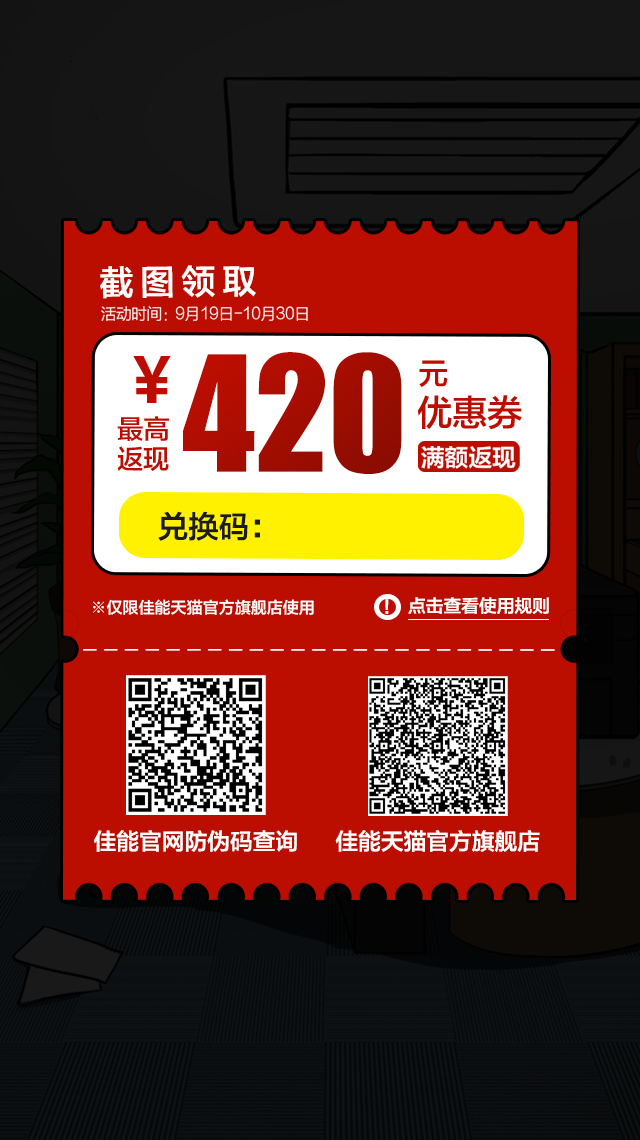 截图领取
活动时间：9月19日-10月30日
¥
最高
返现
420
元
优惠券
满额返现
兑换码：
※仅限佳能天猫官方旗舰店使用
! 点击查看使用规则
佳能官网防伪码查询
佳能天猫官方旗舰店